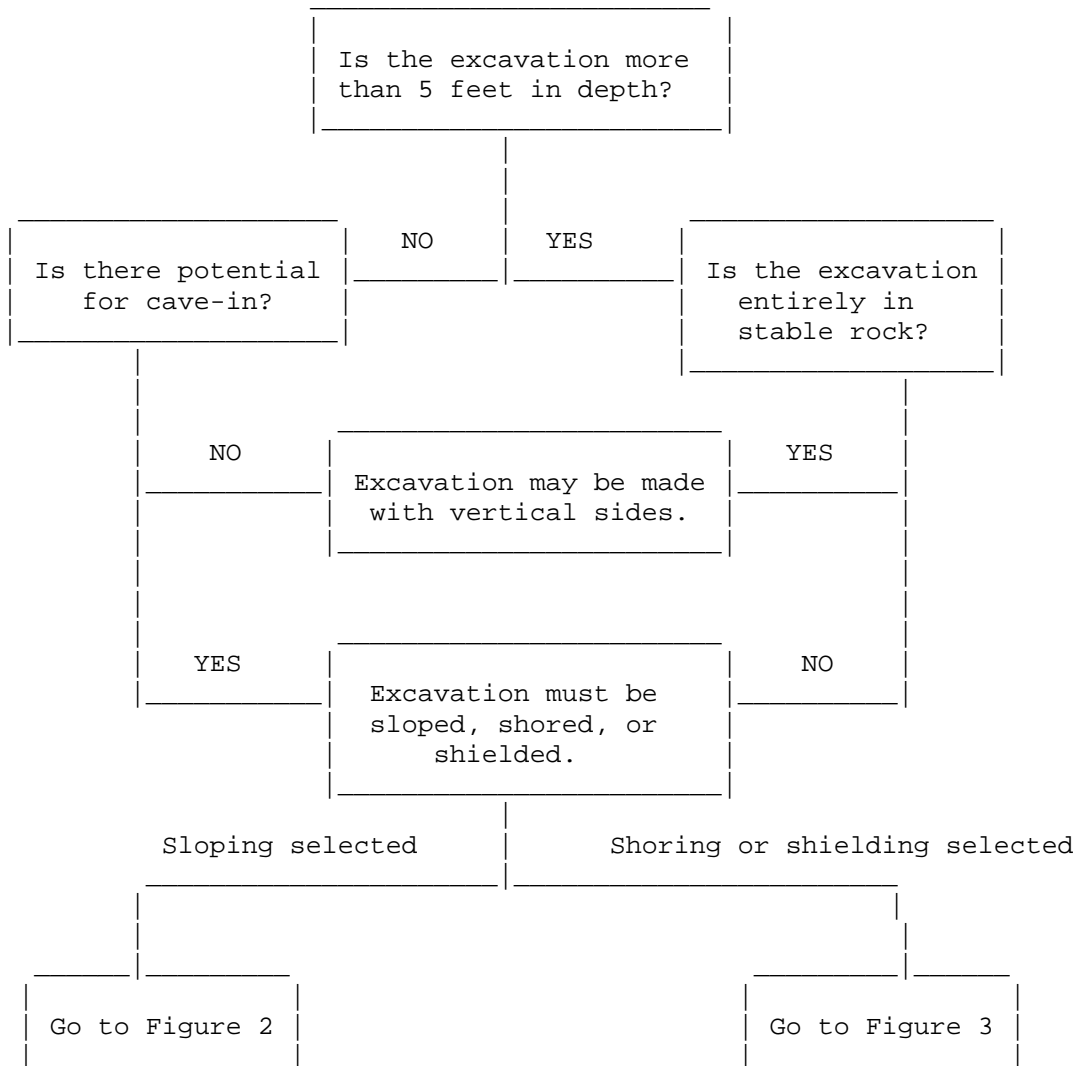 Is the excavation more
than 5 feet in depth?
NO
YES
Is there potential
for cave-in?
Is the excavation
entirely in
stable rock?
NO
YES
Excavation may be made
with vertical sides.
YES
NO
Excavation must be
sloped, shored, or
shielded.
Sloping selected
Shoring or shielding selected
Go to Figure 2
Go to Figure 3